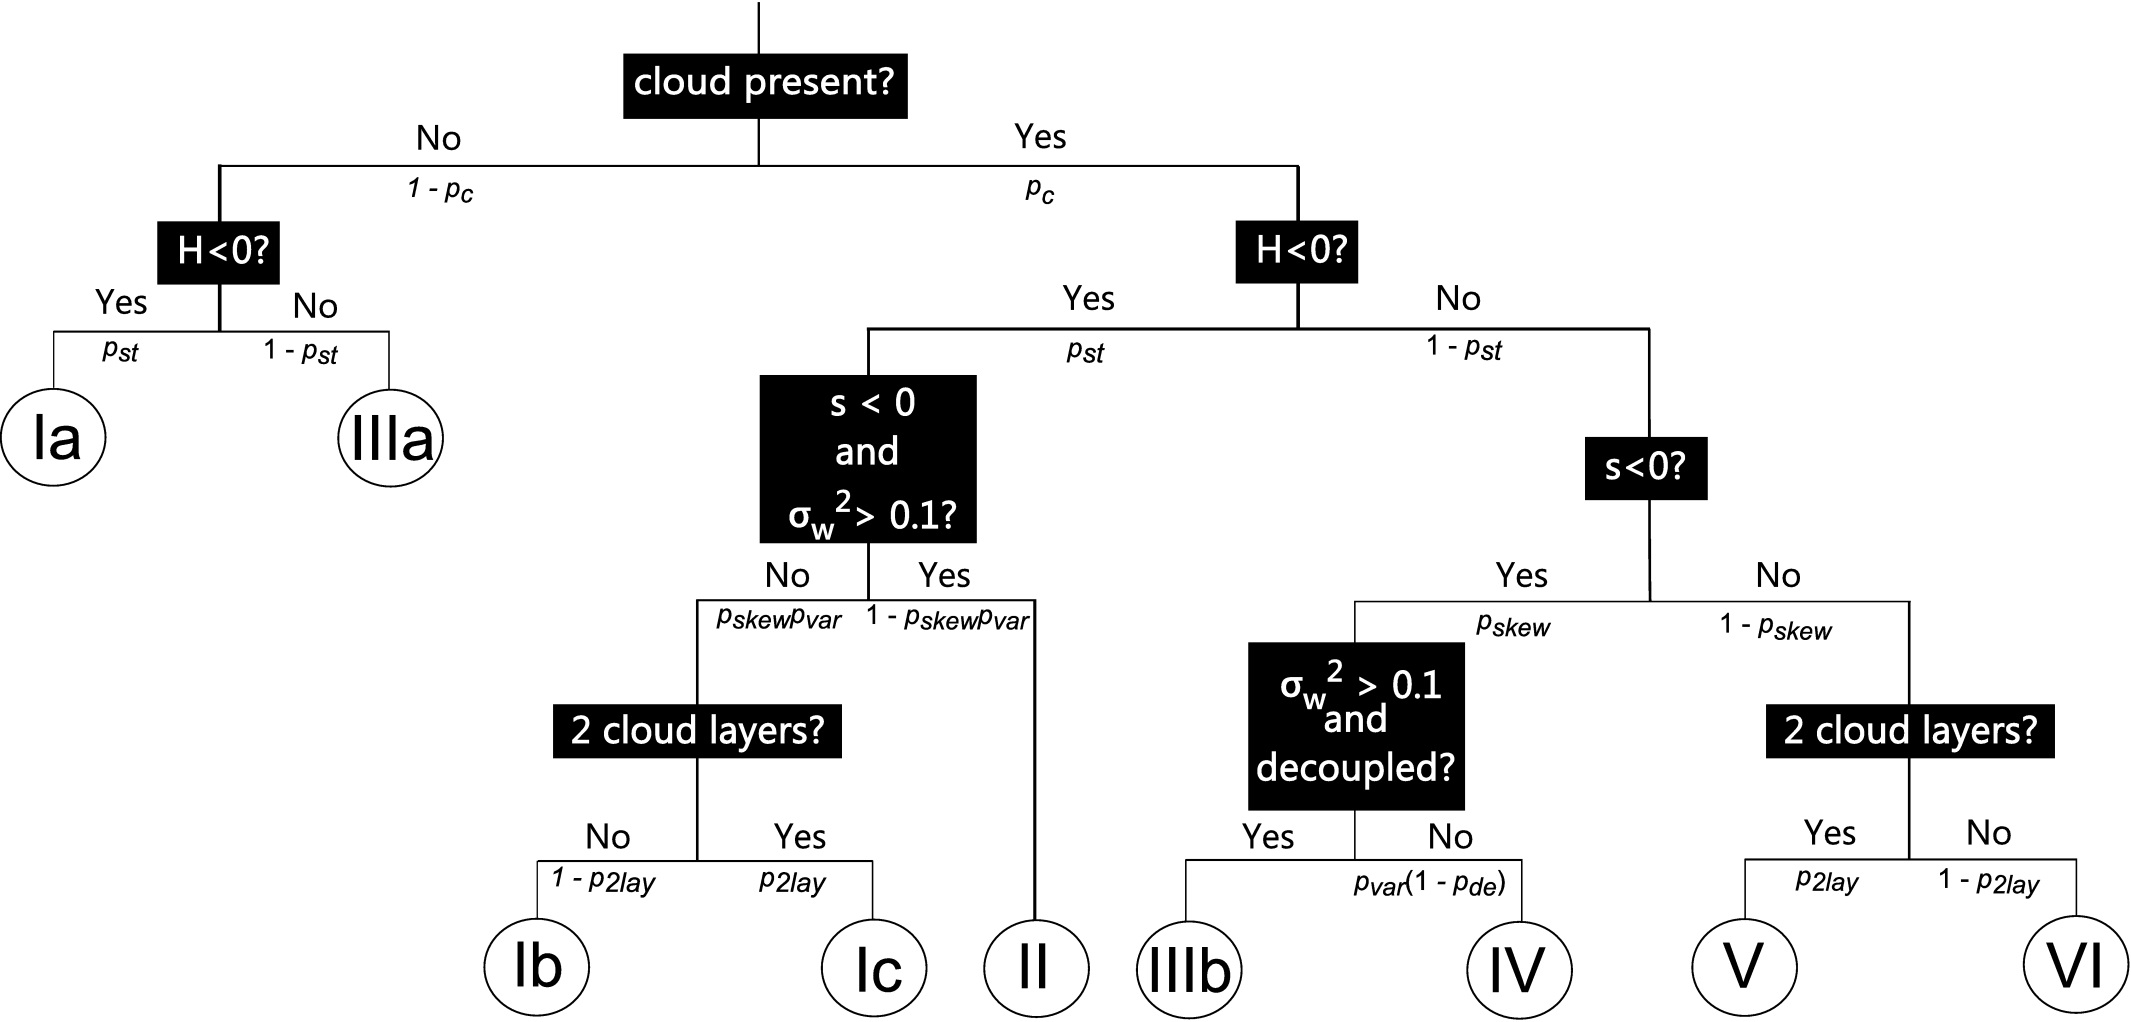 cloud present?
No
Yes
1 - pc
pc
H<0?
H<0?
Yes
No
Yes
No
pst
1 - pst
pst
1 - pst
Ia
IIIa
s < 0
and
σw2> 0.1?
s<0?
No
Yes
Yes
No
pskewpvar
1 - pskewpvar
pskew
1 - pskew
2 cloud layers?
σw2 > 0.1
and
decoupled?
2 cloud layers?
No
Yes
Yes
No
Yes
No
1 - p2lay
p2lay
pvar(1 - pde)
p2lay
1 - p2lay
Ib
Ic
II
IIIb
IV
V
VI